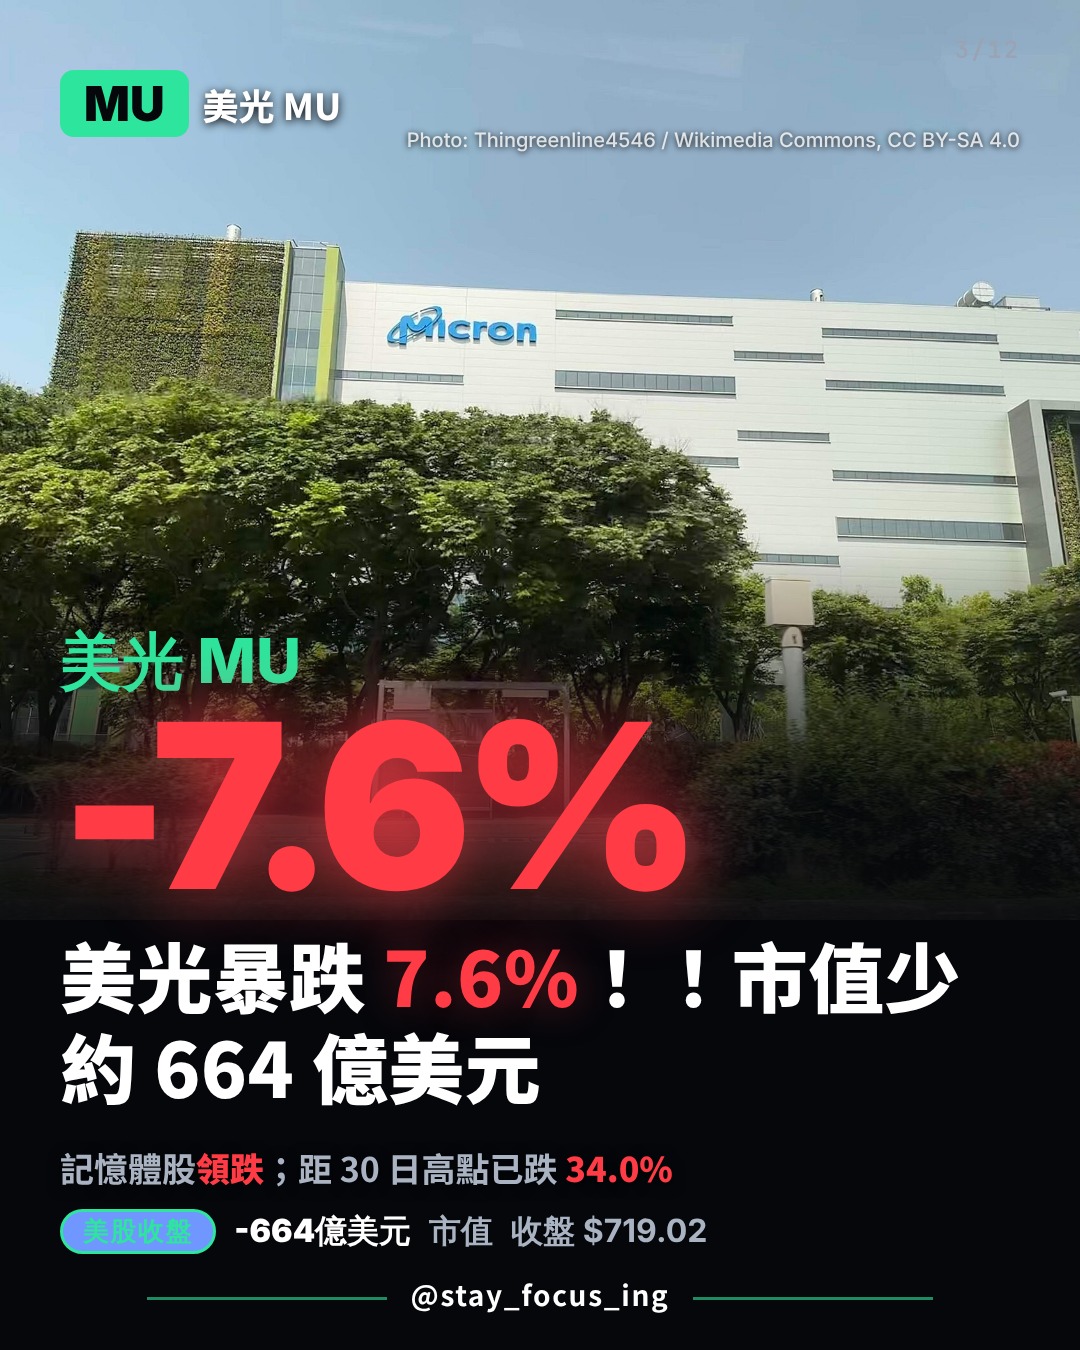 3/12
MU 美光 MU
Photo: Thingreenline4546 / Wikimedia Commons, CC BY-SA 4.0
Micron
美光 MU
-7.6%
美光暴跌 7.6%！！市值少
約 664 億美元
記憶體股領跌；距 30 日高點已跌 34.0%
美股收盤 -664億美元 市值 收盤 $719.02
@stay_focus_ing